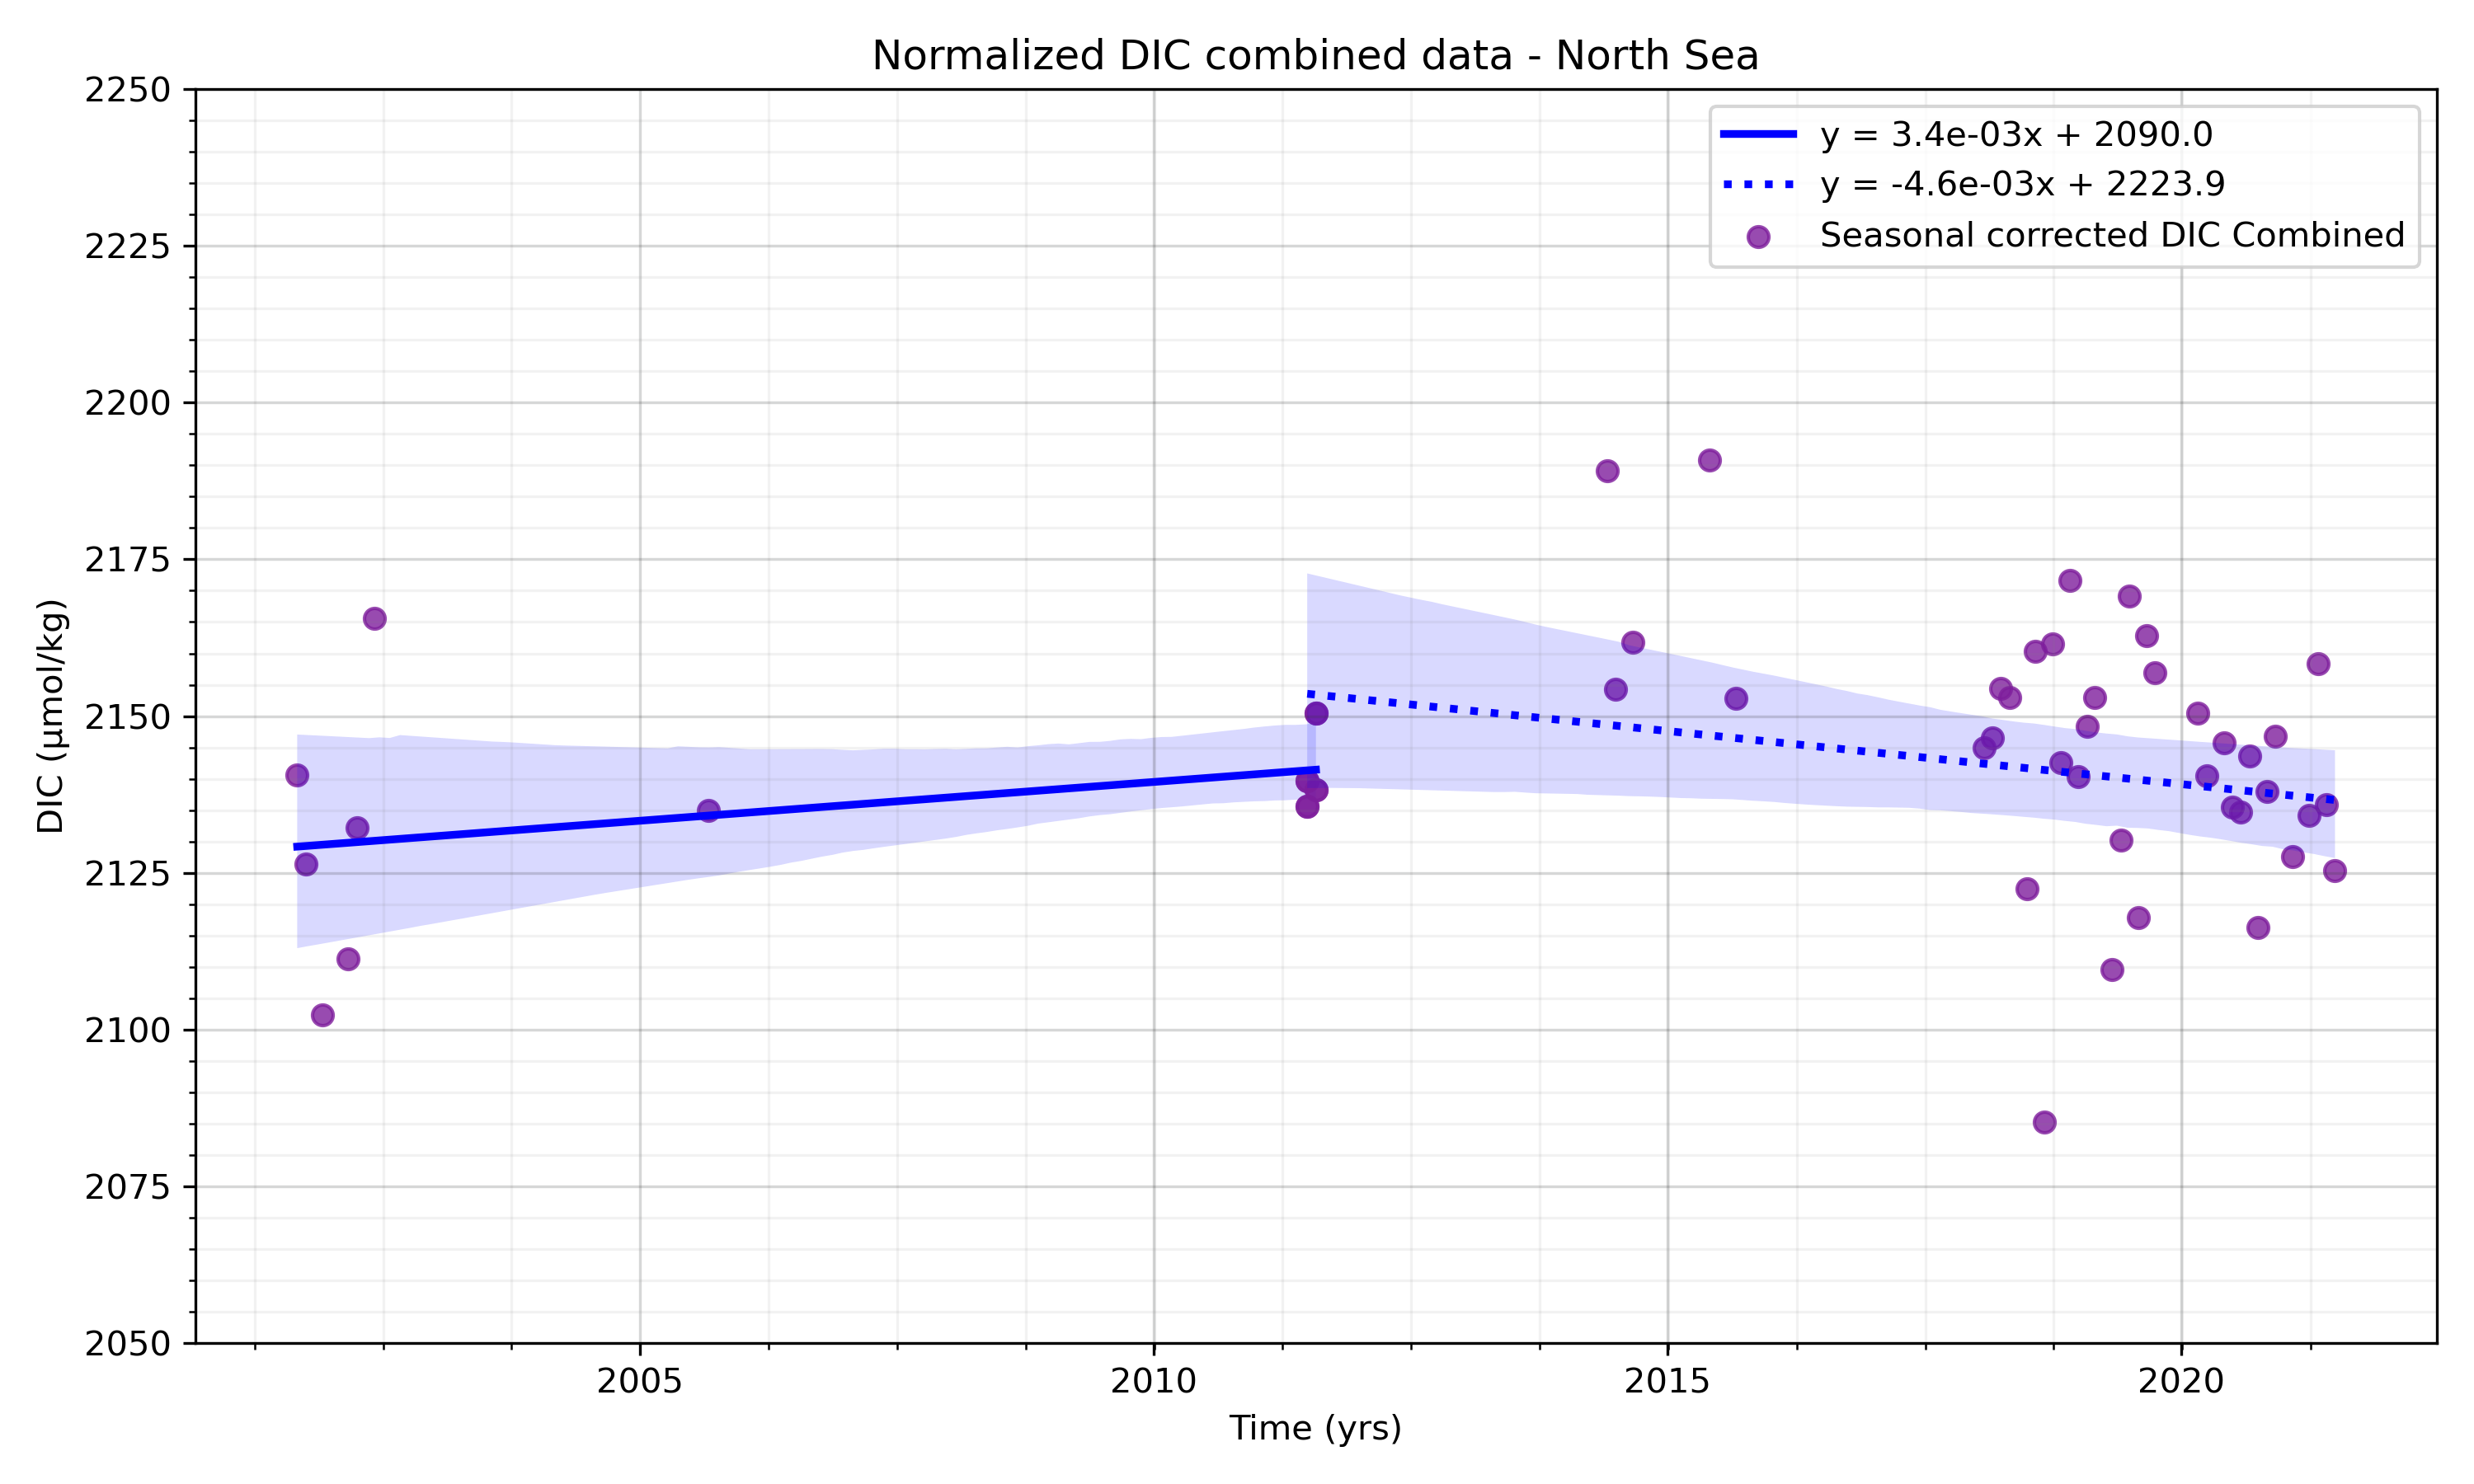 Normalized DIC combined data - North Sea
y = 3.4e-03x + 2090.0
y = -4.6e-03x + 2223.9
Seasonal corrected DIC Combined
DIC (µmol/kg)
2250
2225
2200
2175
2150
2125
2100
2075
2050
2005 2010 2015 2020
Time (yrs)